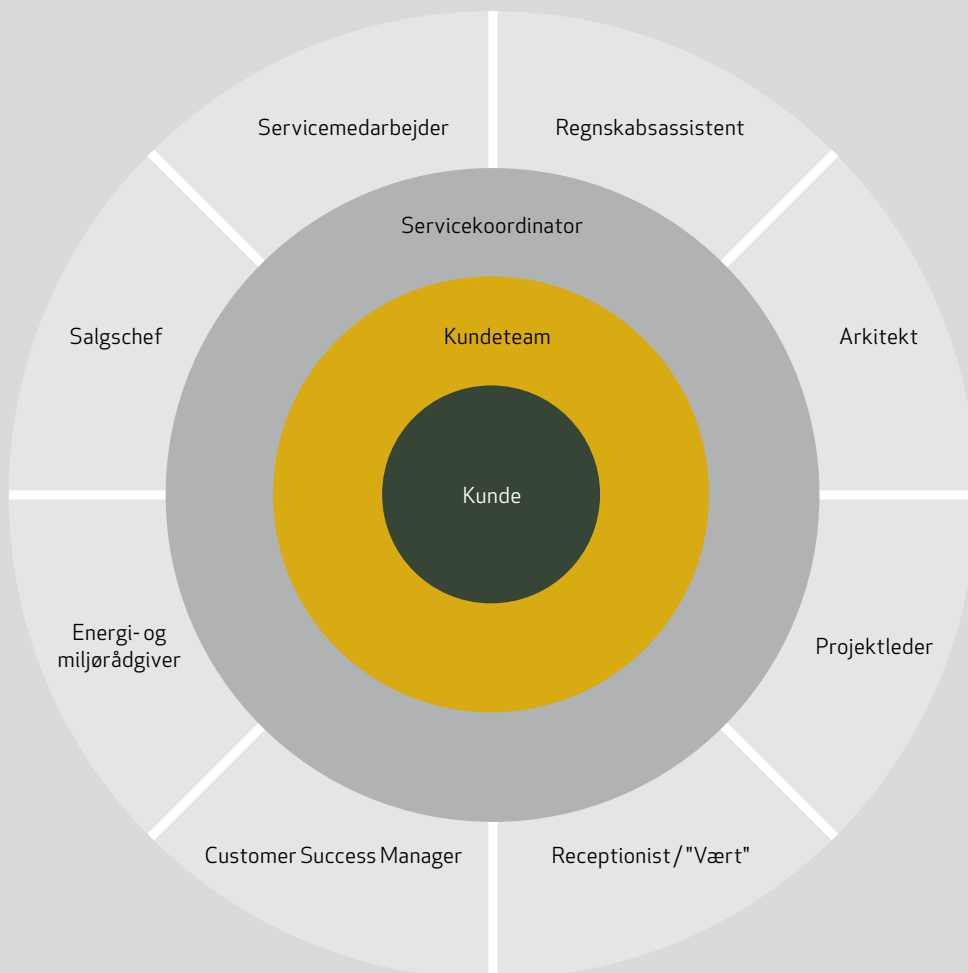 Servicemedarbejder
Regnskabsassistent
Servicekoordinator
Salgschef
Kundeteam
Arkitekt
Kunde
Energi- og
miljørådgiver
Projektleder
Customer Success Manager
Receptionist / "Vært"